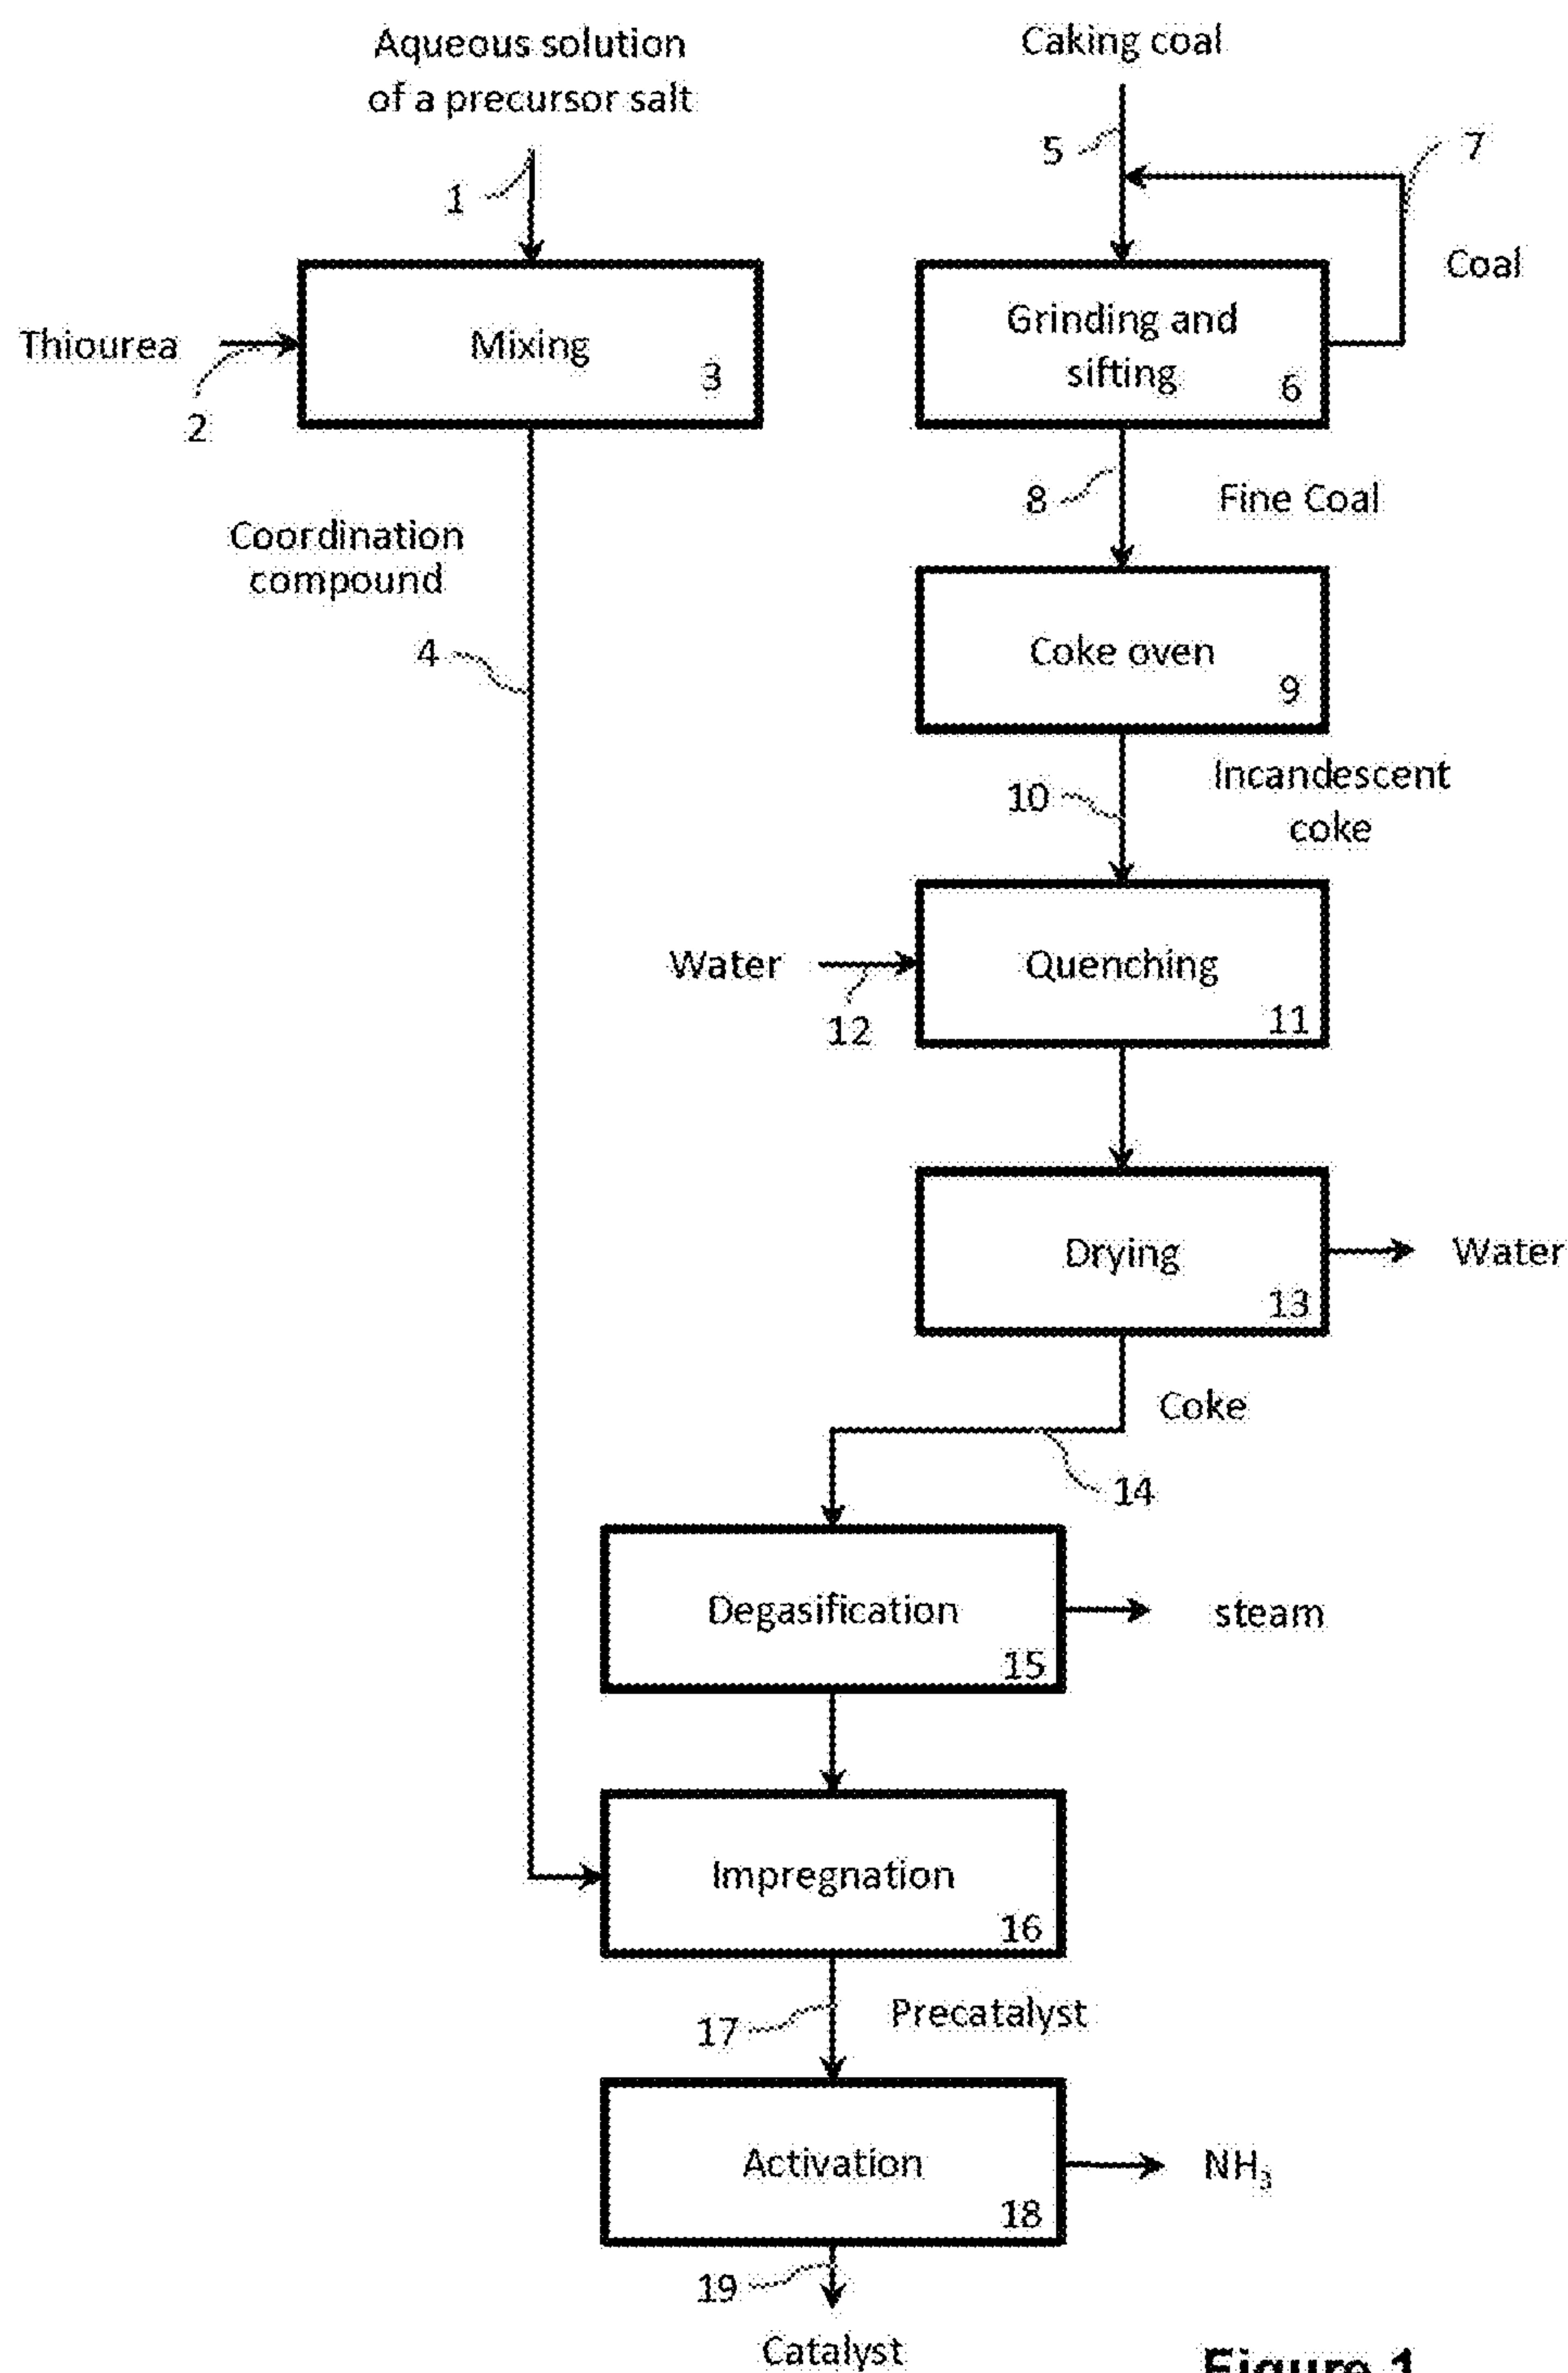 Aqueous solution
of a precursor salt
Caking coal
1
5
7
Coal
Thiourea
2
Mixing
3
Grinding and
sifting
6
8
Fine Coal
Coordination
compound
4
Coke oven
9
10
Incandescent
coke
Water
12
Quenching
11
Drying
13
Water
Coke
14
Degasification
15
steam
Impregnation
16
17
Precatalyst
Activation
18
NH₃
19
Catalyst
Figure 1